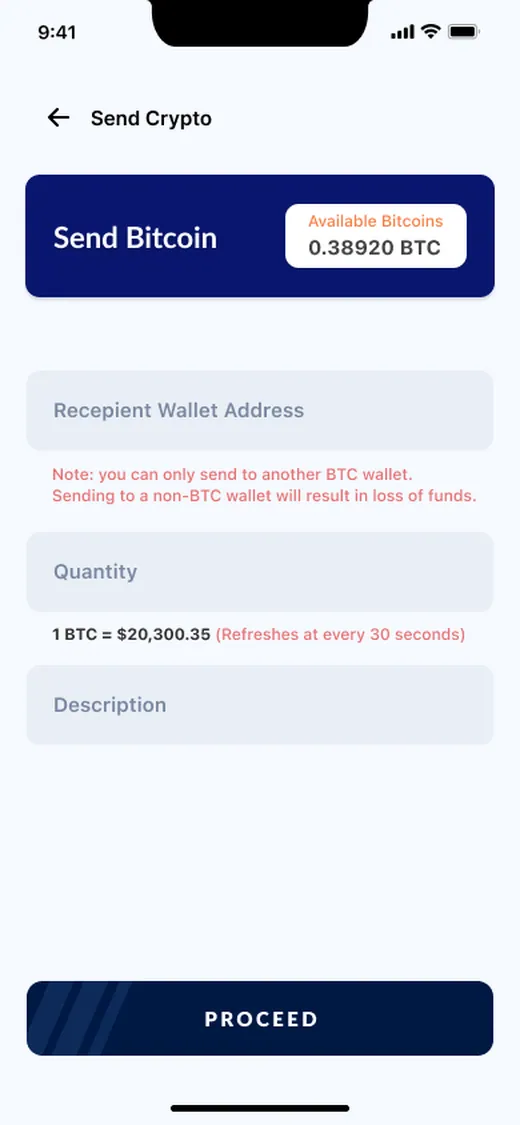 9:41
Send Crypto
Send Bitcoin
Available Bitcoins
0.38920 BTC
Recepient Wallet Address
Note: you can only send to another BTC wallet.
Sending to a non-BTC wallet will result in loss of funds.
Quantity
1 BTC = $20,300.35 (Refreshes at every 30 seconds)
Description
PROCEED